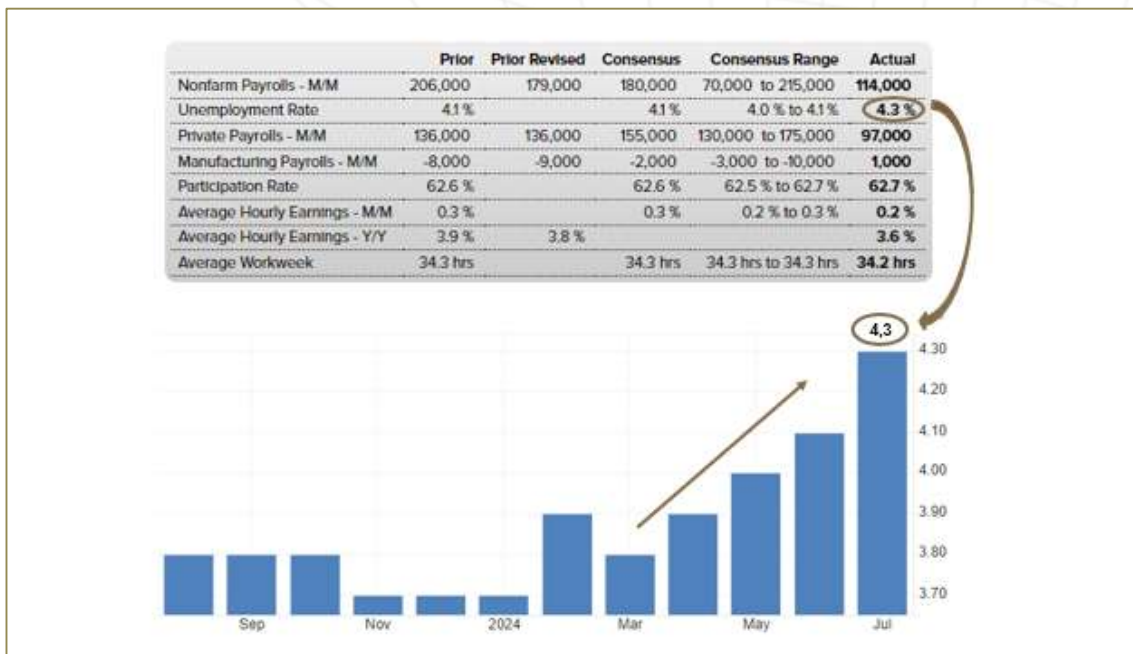 Prior Prior Revised Consensus Consensus Range Actual
Nonfarm Payrolls - M/M 206,000 179,000 180,000 70,000 to 215,000 114,000
Unemployment Rate 4.1 % 4.1 % 4.0 % to 4.1 % 4.3 %
Private Payrolls - M/M 136,000 136,000 155,000 130,000 to 175,000 97,000
Manufacturing Payrolls - M/M -8,000 -9,000 -2,000 -3,000 to -10,000 1,000
Participation Rate 62.6 % 62.6 % 62.5 % to 62.7 % 62.7 %
Average Hourly Earnings - M/M 0.3 % 0.3 % 0.2 % to 0.3 % 0.2 %
Average Hourly Earnings - Y/Y 3.9 % 3.8 % 3.6 %
Average Workweek 34.3 hrs 34.3 hrs 34.3 hrs to 34.3 hrs 34.2 hrs
4,3
4.30
4.20
4.10
4.00
3.90
3.80
3.70
Sep Nov 2024 Mar May Jul